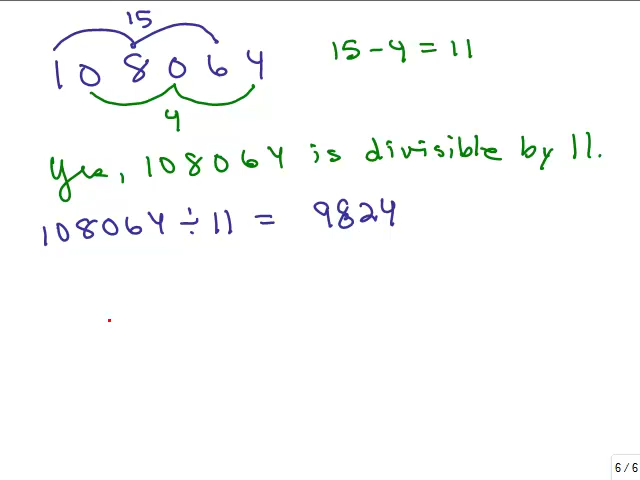 15
108064 15-4=11
4
Yes, 108064 is divisible by 11.
108064 ÷ 11 = 9824
6/6